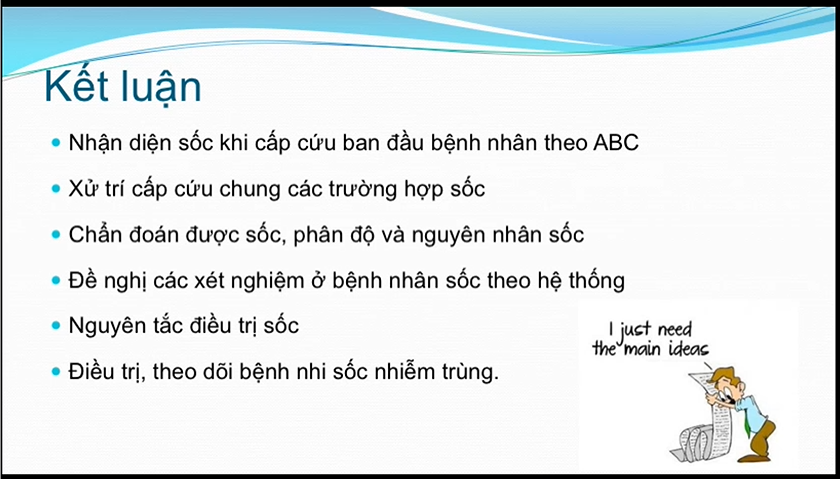 Kết luận
Nhận diện sốc khi cấp cứu ban đầu bệnh nhân theo ABC
Xử trí cấp cứu chung các trường hợp sốc
Chẩn đoán được sốc, phân độ và nguyên nhân sốc
Đề nghị các xét nghiệm ở bệnh nhân sốc theo hệ thống
Nguyên tắc điều trị sốc
Điều trị, theo dõi bệnh nhi sốc nhiễm trùng.
I just need
the main ideas